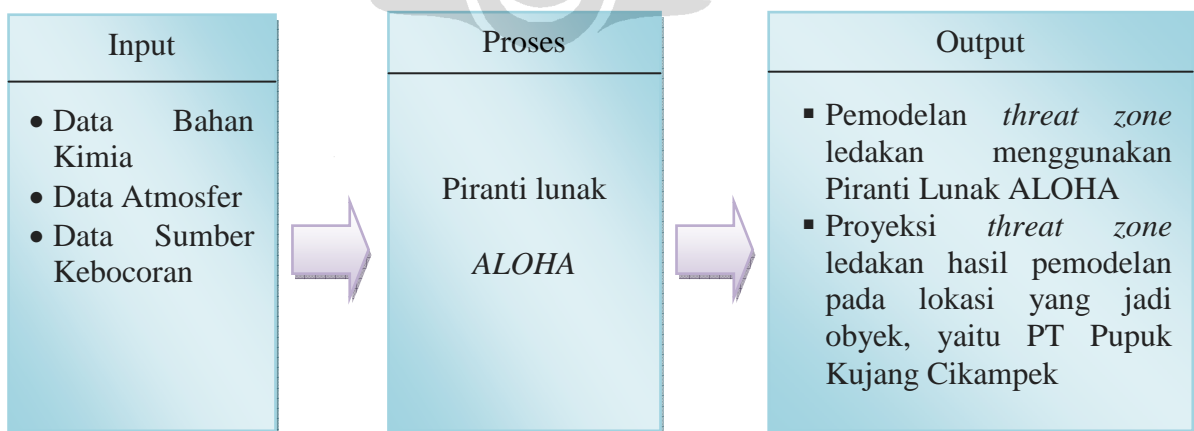 Input
• Data Bahan
Kimia
• Data Atmosfer
• Data Sumber
Kebocoran
Proses
Piranti lunak
ALOHA
Output
▪ Pemodelan threat zone
ledakan menggunakan
Piranti Lunak ALOHA
▪ Proyeksi threat zone
ledakan hasil pemodelan
pada lokasi yang jadi
obyek, yaitu PT Pupuk
Kujang Cikampek